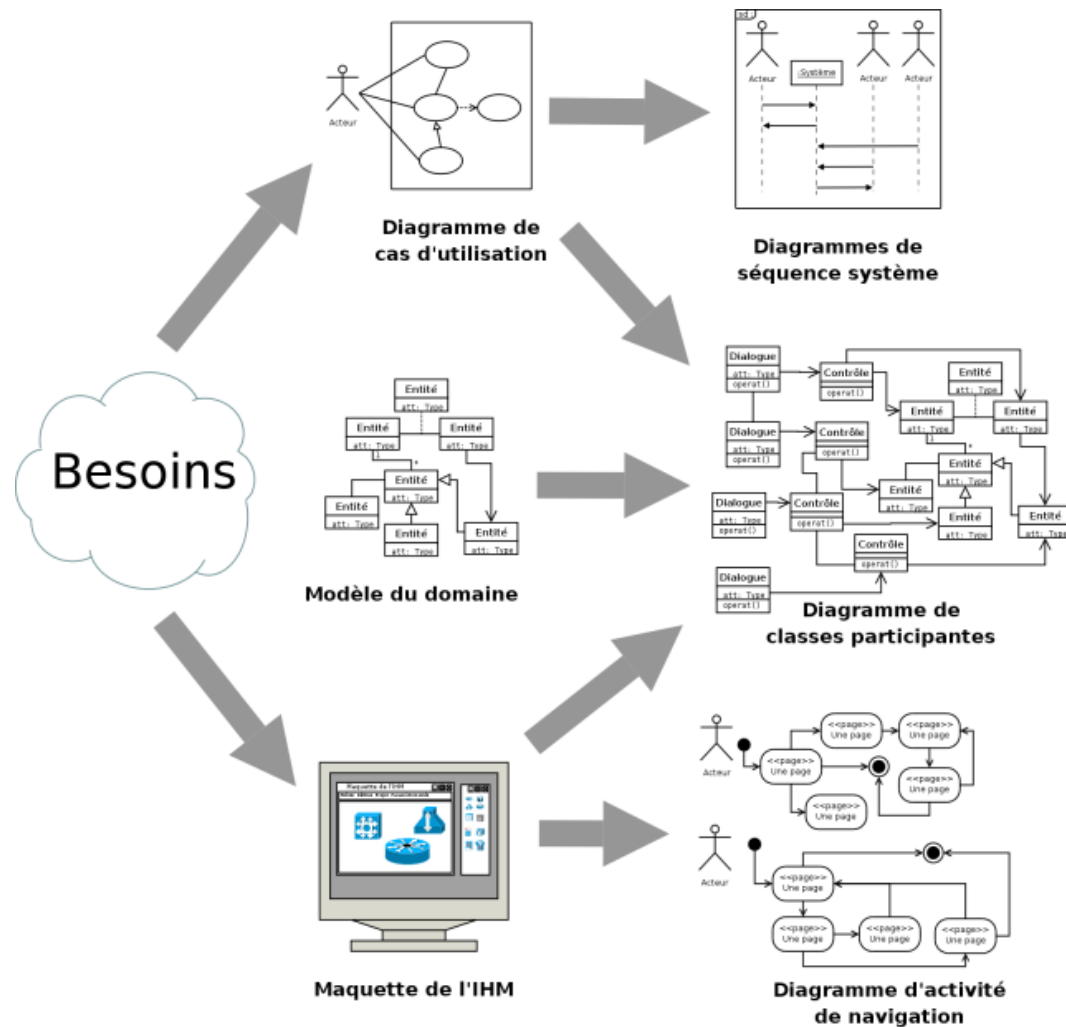 Besoins
Acteur
Diagramme de
cas d'utilisation
sd
Acteur
:Système
Acteur
Acteur
Diagrammes de
séquence système
Entité
att: Type
Entité
att: Type
Entité
att: Type
1
*
Entité
att: Type
Entité
att: Type
Entité
att: Type
Entité
att: Type
Modèle du domaine
Dialogue
att: Type
operat()
Contrôle
operat()
Entité
att: Type
Entité
att: Type
Entité
att: Type
1
*
Dialogue
att: Type
operat()
Contrôle
operat()
Entité
att: Type
Entité
att: Type
Dialogue
att: Type
operat()
Contrôle
operat()
Entité
att: Type
Entité
att: Type
Contrôle
operat()
Dialogue
att: Type
operat()
Diagramme de
classes participantes
Maquette de l'IHM
Maquette de l'IHM
Acteur
<<page>>
Une page
<<page>>
Une page
<<page>>
Une page
<<page>>
Une page
<<page>>
Une page
Acteur
<<page>>
Une page
<<page>>
Une page
<<page>>
Une page
<<page>>
Une page
Diagramme d'activité
de navigation